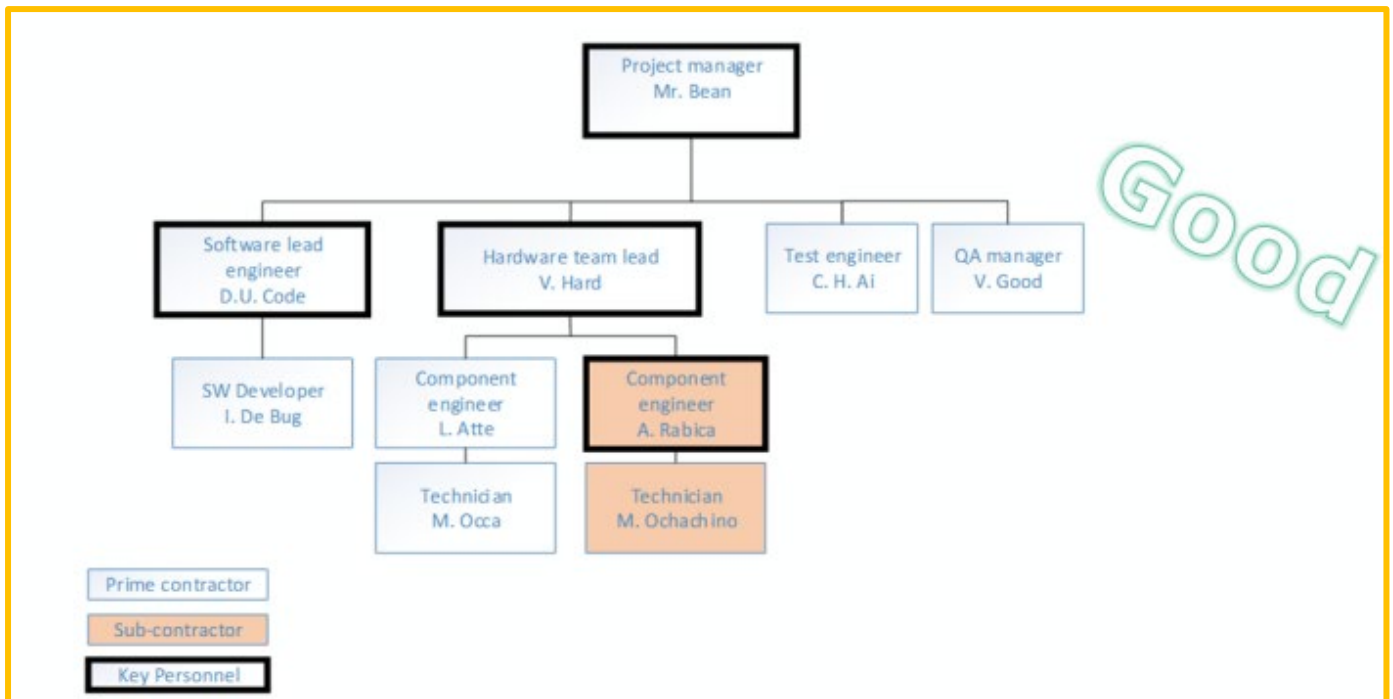 Project manager
Mr. Bean
Good
Software lead
engineer
D.U. Code
Hardware team lead
V. Hard
Test engineer
C. H. Ai
QA manager
V. Good
SW Developer
I. De Bug
Component
engineer
L. Atte
Component
engineer
A. Rabica
Technician
M. Occa
Technician
M. Ochachino
Prime contractor
Sub-contractor
Key Personnel